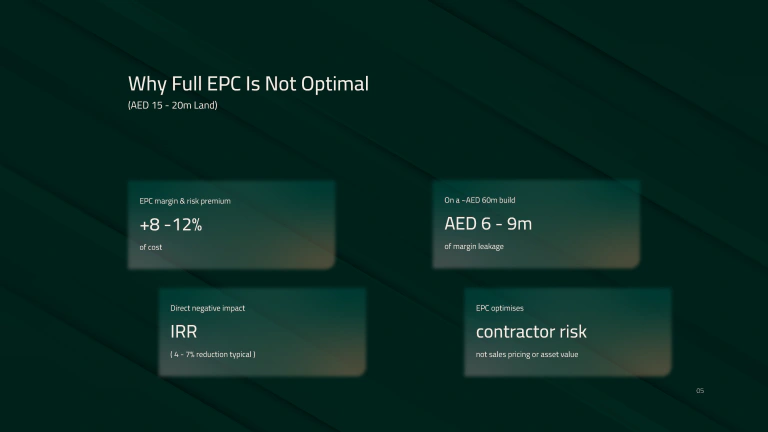 Why Full EPC Is Not Optimal
(AED 15 - 20m Land)
EPC margin & risk premium
+8 -12%
of cost
On a ~AED 60m build
AED 6 - 9m
of margin leakage
Direct negative impact
IRR
( 4 - 7% reduction typical )
EPC optimises
contractor risk
not sales pricing or asset value
05